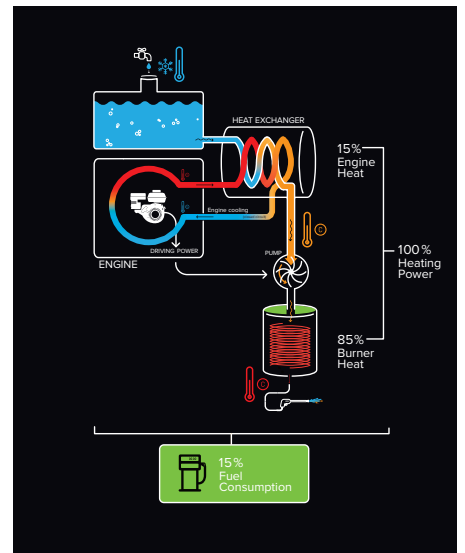 HEAT EXCHANGER
15%
Engine
Heat
Engine cooling
DRIVING POWER
ENGINE
PUMP
C
100%
Heating
Power
85%
Burner
Heat
C
15%
Fuel
Consumption